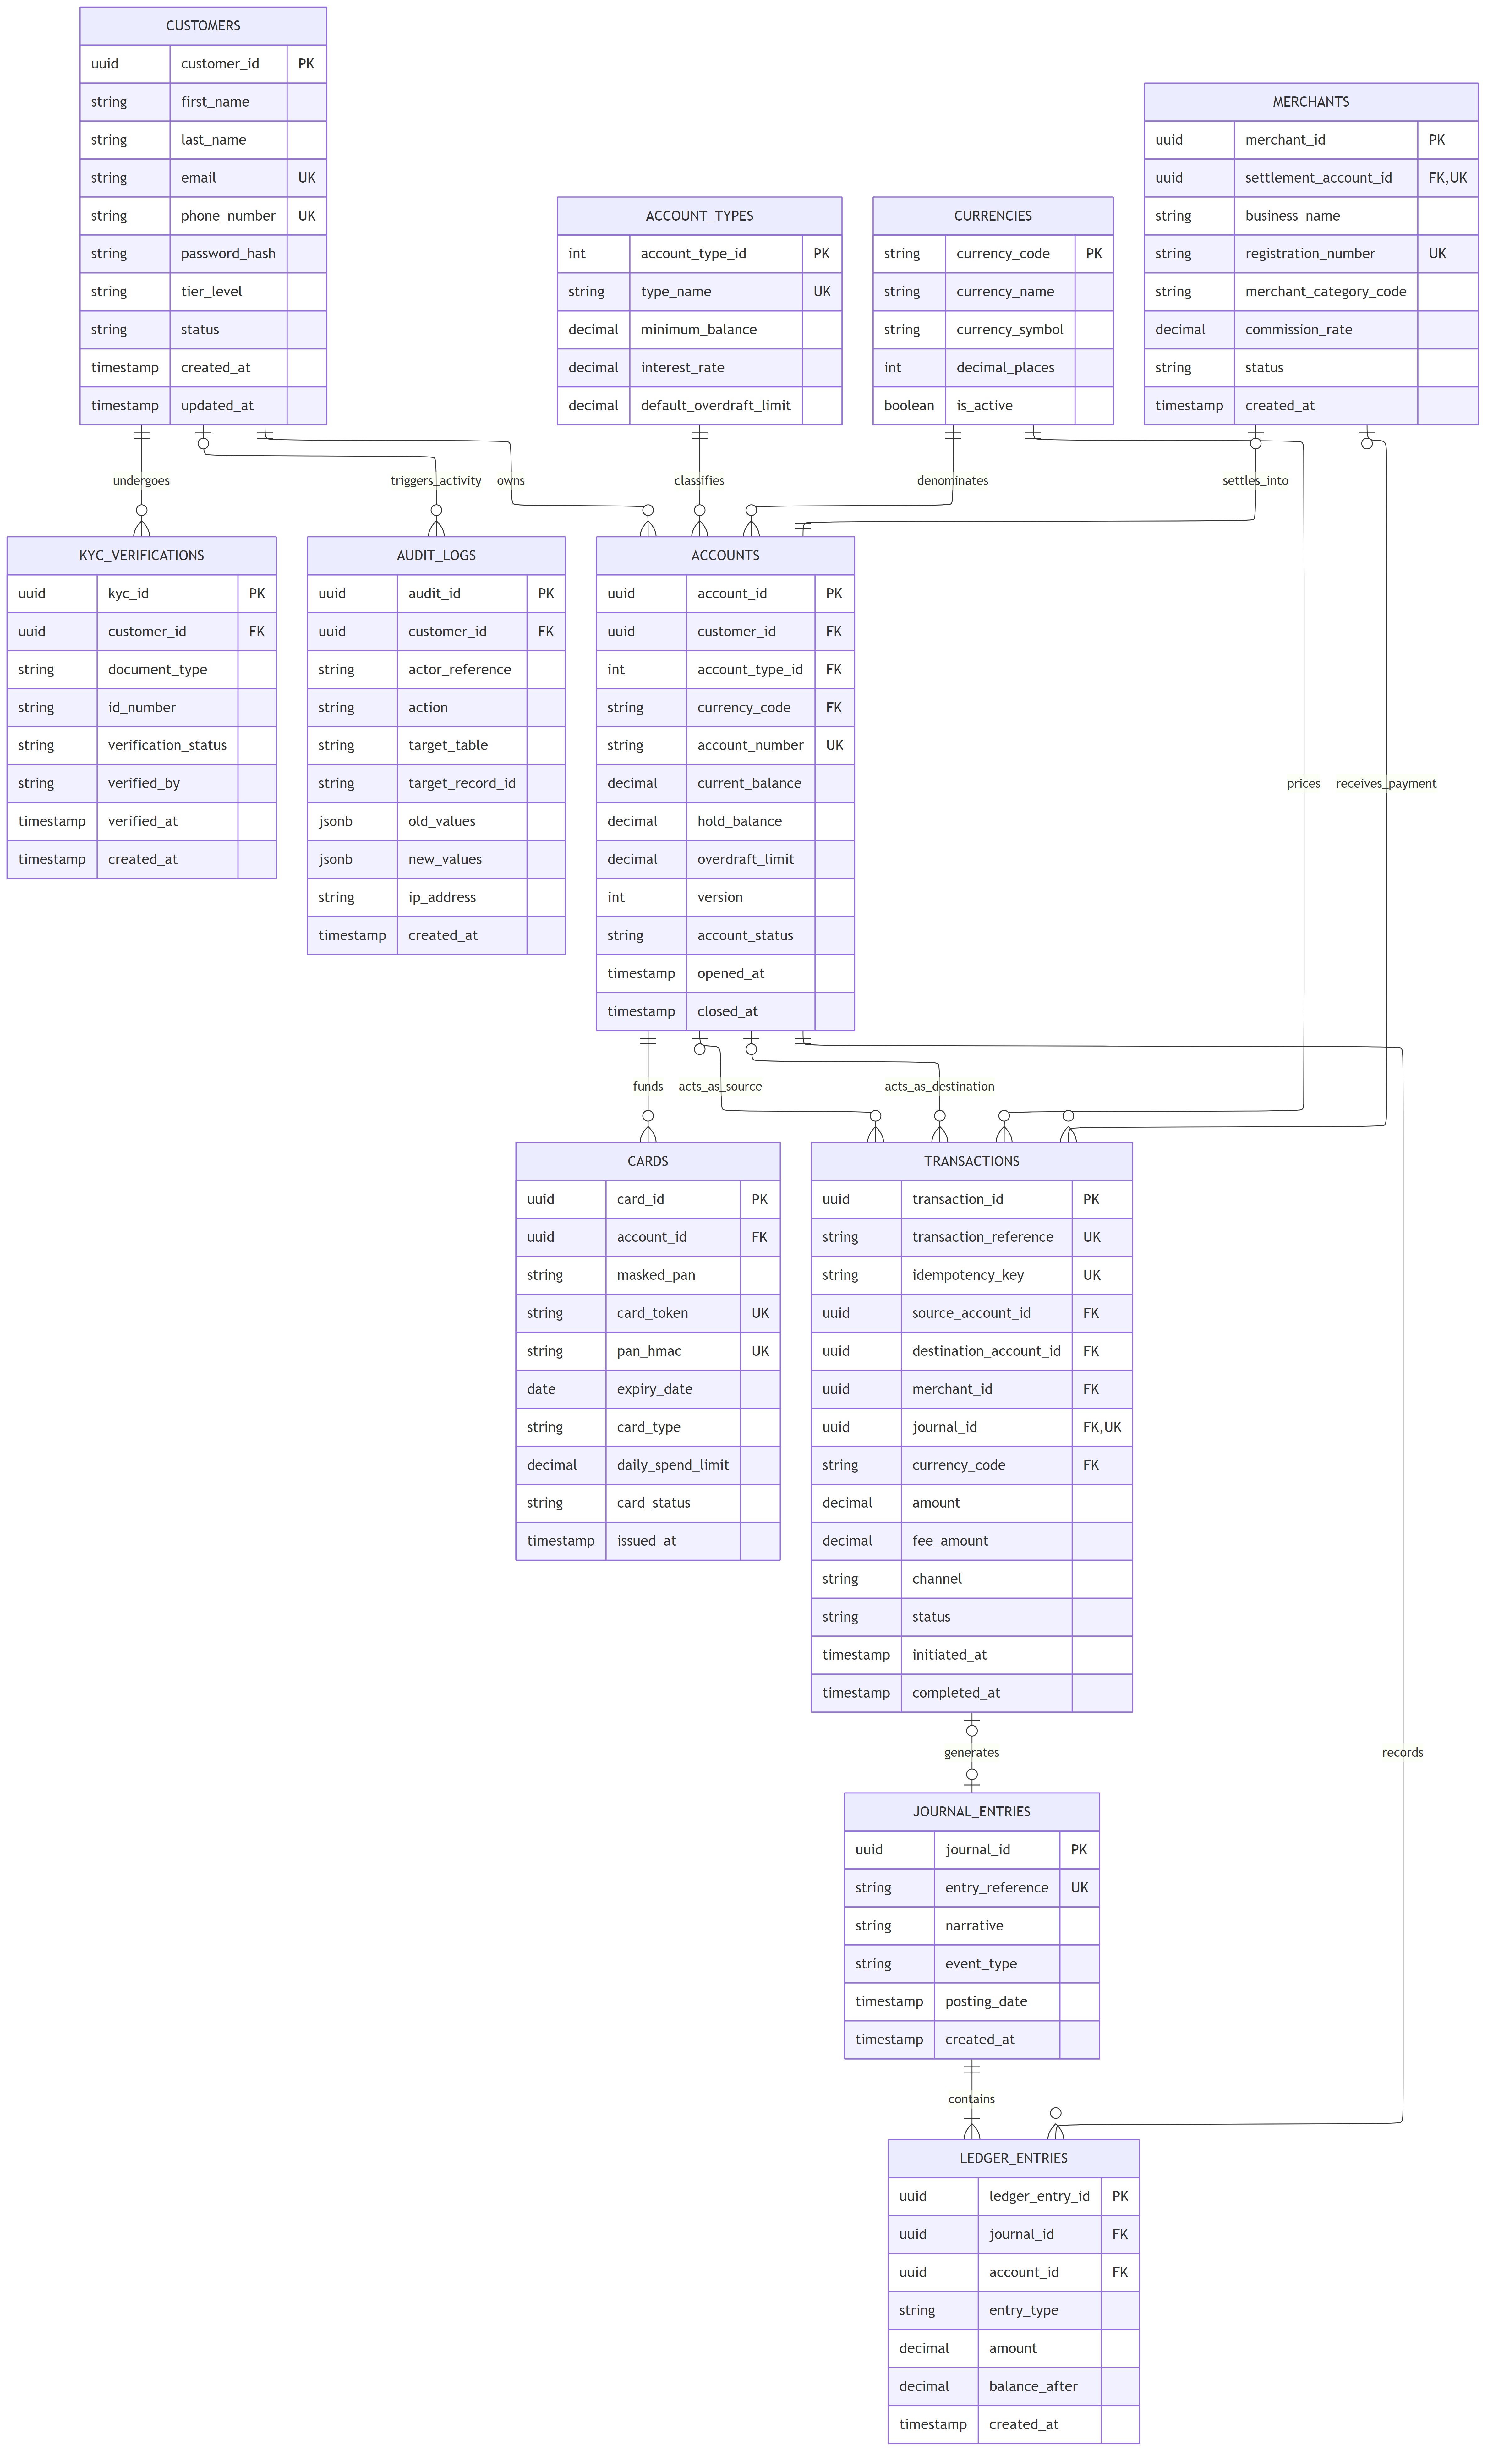 CUSTOMERS
uuid customer_id PK
string first_name
string last_name
string email UK
string phone_number UK
string password_hash
string tier_level
string status
timestamp created_at
timestamp updated_at
ACCOUNT_TYPES
int account_type_id PK
string type_name UK
decimal minimum_balance
decimal interest_rate
decimal default_overdraft_limit
CURRENCIES
string currency_code PK
string currency_name
string currency_symbol
int decimal_places
boolean is_active
MERCHANTS
uuid merchant_id PK
uuid settlement_account_id FK,UK
string business_name
string registration_number UK
string merchant_category_code
decimal commission_rate
string status
timestamp created_at
undergoes
triggers_activity
owns
classifies
denominates
settles_into
KYC_VERIFICATIONS
uuid kyc_id PK
uuid customer_id FK
string document_type
string id_number
string verification_status
string verified_by
timestamp verified_at
timestamp created_at
AUDIT_LOGS
uuid audit_id PK
uuid customer_id FK
string actor_reference
string action
string target_table
string target_record_id
jsonb old_values
jsonb new_values
string ip_address
timestamp created_at
ACCOUNTS
uuid account_id PK
uuid customer_id FK
int account_type_id FK
string currency_code FK
string account_number UK
decimal current_balance
decimal hold_balance
decimal overdraft_limit
int version
string account_status
timestamp opened_at
timestamp closed_at
prices
receives_payment
funds
acts_as_source
acts_as_destination
CARDS
uuid card_id PK
uuid account_id FK
string masked_pan
string card_token UK
string pan_hmac UK
date expiry_date
string card_type
decimal daily_spend_limit
string card_status
timestamp issued_at
TRANSACTIONS
uuid transaction_id PK
string transaction_reference UK
string idempotency_key UK
uuid source_account_id FK
uuid destination_account_id FK
uuid merchant_id FK
uuid journal_id FK,UK
string currency_code FK
decimal amount
decimal fee_amount
string channel
string status
timestamp initiated_at
timestamp completed_at
generates
records
JOURNAL_ENTRIES
uuid journal_id PK
string entry_reference UK
string narrative
string event_type
timestamp posting_date
timestamp created_at
contains
LEDGER_ENTRIES
uuid ledger_entry_id PK
uuid journal_id FK
uuid account_id FK
string entry_type
decimal amount
decimal balance_after
timestamp created_at